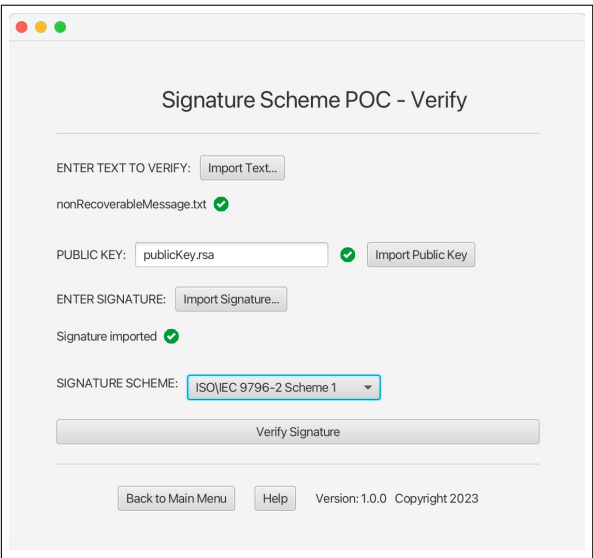 Signature Scheme POC - Verify
ENTER TEXT TO VERIFY: Import Text...
nonRecoverableMessage.txt
PUBLIC KEY: publicKey.rsa Import Public Key
ENTER SIGNATURE: Import Signature...
Signature imported
SIGNATURE SCHEME: ISO\IEC 9796-2 Scheme 1
Verify Signature
Back to Main Menu Help Version: 1.0.0 Copyright 2023